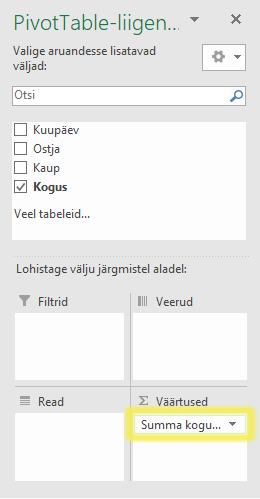 PivotTable-liigen...
Valige aruandesse lisatavad
väljad:
Otsi
Kuupäev
Ostja
Kaup
Kogus
Veel tabeleid...
Lohistage välju järgmistel aladel:
Filtrid
Veerud
Read
Σ Väärtused
Summa kogu...